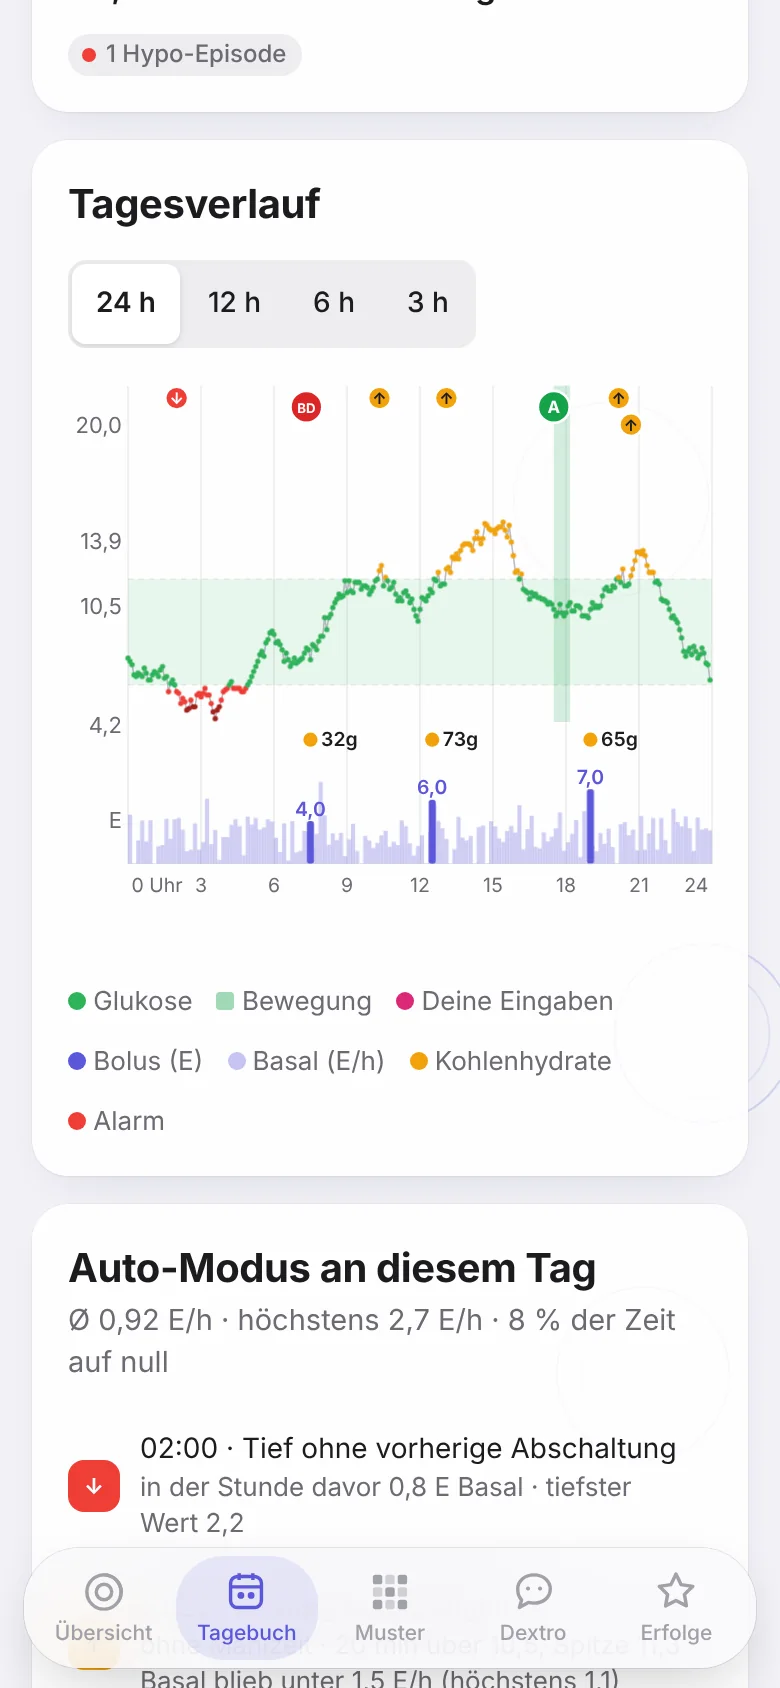 1 Hypo-Episode
Tagesverlauf
24 h 12 h 6 h 3 h
BD A
20,0
13,9
10,5
4,2
32g 73g 65g
4,0 6,0 7,0
E
0 Uhr 3 6 9 12 15 18 21 24
Glukose Bewegung Deine Eingaben
Bolus (E) Basal (E/h) Kohlenhydrate
Alarm
Auto-Modus an diesem Tag
Ø 0,92 E/h · höchstens 2,7 E/h · 8 % der Zeit
auf null
02:00 · Tief ohne vorherige Abschaltung
in der Stunde davor 0,8 E Basal · tiefster
Wert 2,2
Übersicht Tagebuch Muster Dextro Erfolge
Basal blieb unter 1,5 E/h (höchstens 1,1)